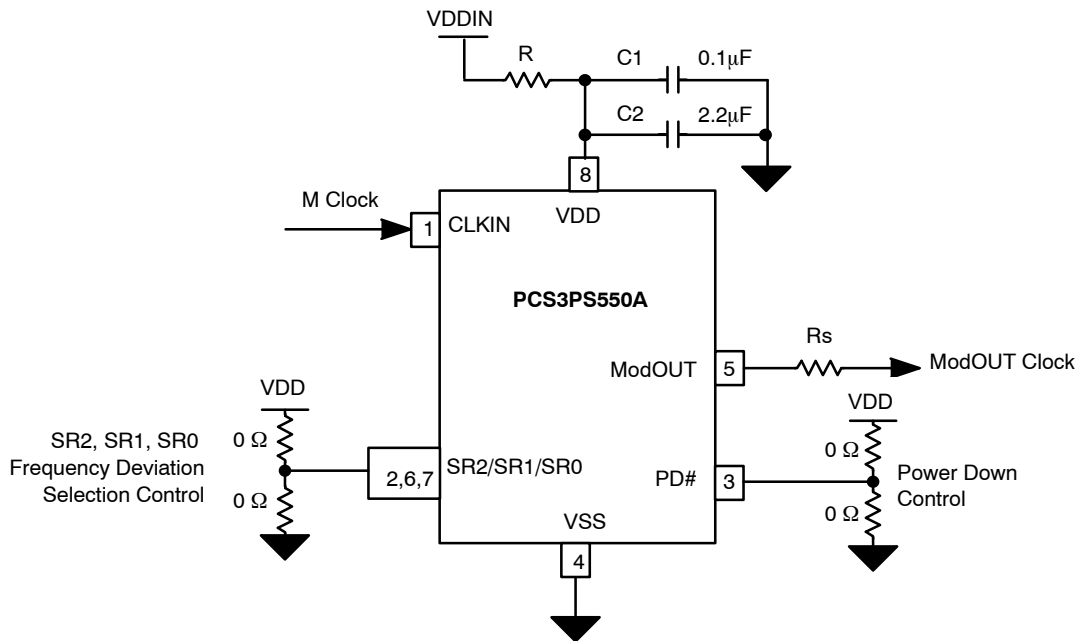 VDDIN
R
C1
0.1μF
C2
2.2μF
8
VDD
M Clock
1
CLKIN
PCS3PS550A
Rs
ModOUT
5
ModOUT Clock
VDD
VDD
SR2, SR1, SR0
Frequency Deviation
Selection Control
0 Ω
0 Ω
2,6,7
SR2/SR1/SR0
PD#
3
0 Ω
0 Ω
Power Down
Control
VSS
4